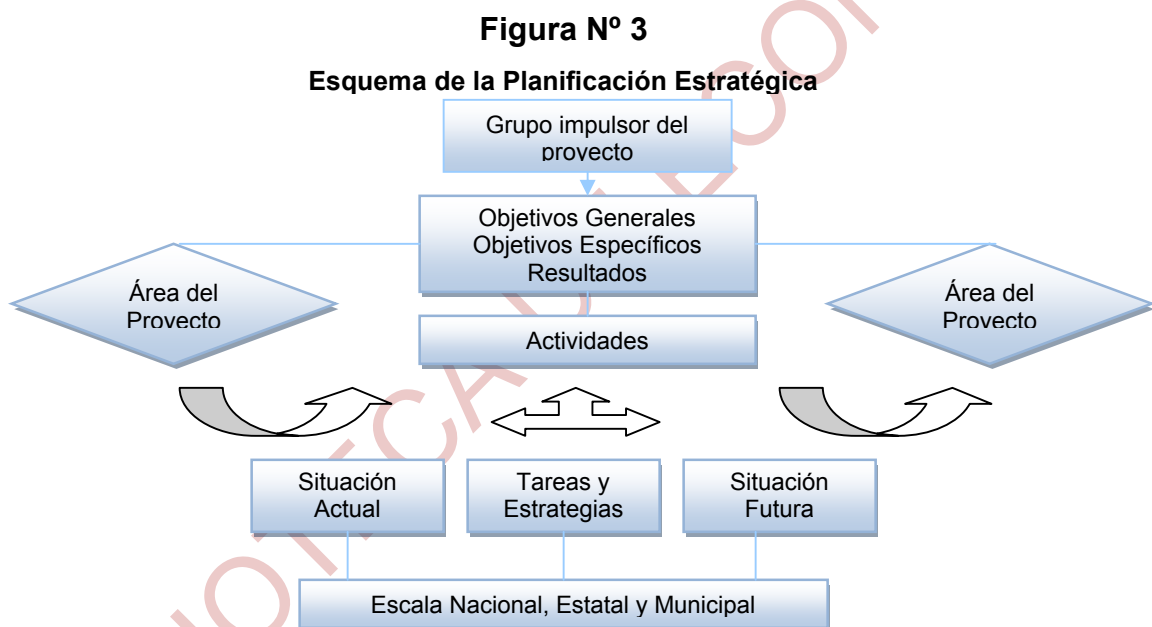 Figura Nº 3
Esquema de la Planificación Estratégica
Grupo impulsor del
proyecto
Objetivos Generales
Objetivos Específicos
Resultados
Área del
Proyecto
Área del
Proyecto
Actividades
Situación
Actual
Tareas y
Estrategias
Situación
Futura
Escala Nacional, Estatal y Municipal